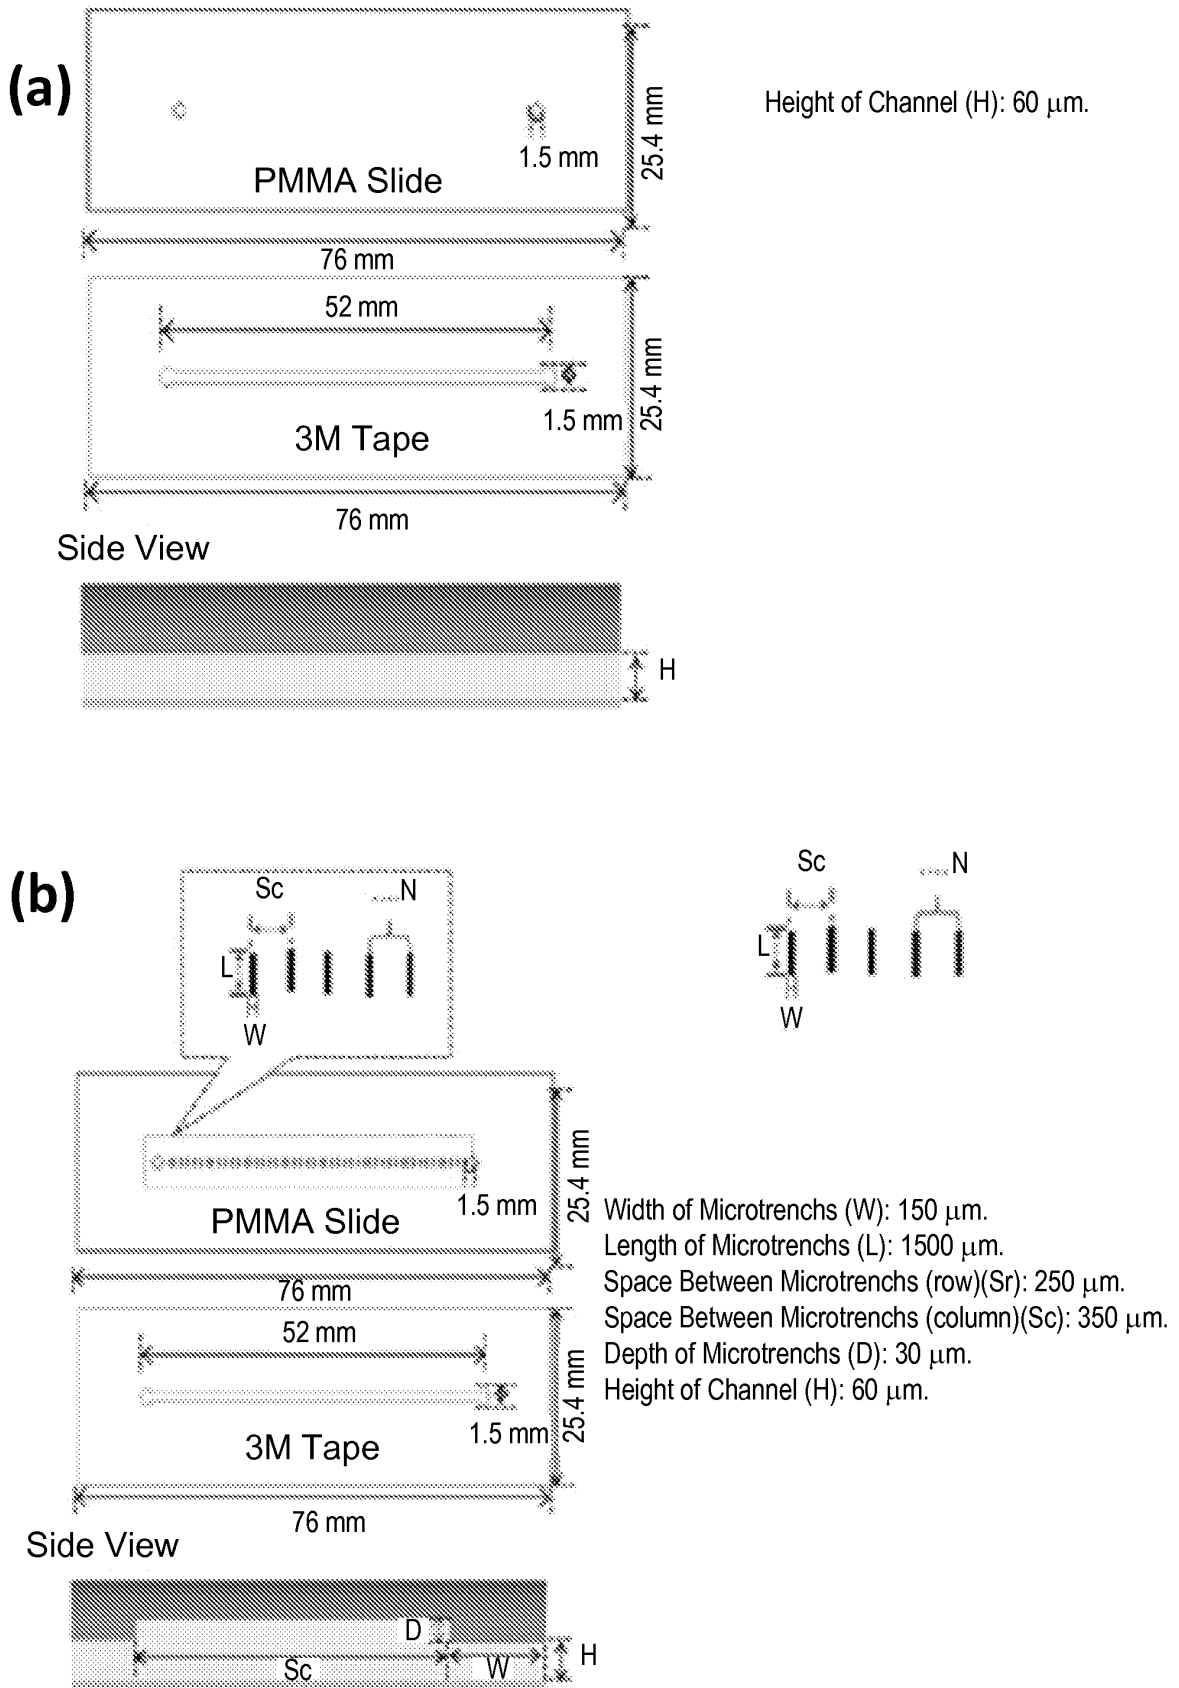 (a)
Height of Channel (H): 60 μm.
25.4 mm
1.5 mm
PMMA Slide
76 mm
52 mm
25.4 mm
1.5 mm
3M Tape
76 mm
Side View
H
(b)
Sc
N
L
W
Sc
N
L
W
25.4 mm
1.5 mm
PMMA Slide
76 mm
52 mm
25.4 mm
1.5 mm
3M Tape
76 mm
Width of Microtrenchs (W): 150 μm.
Length of Microtrenchs (L): 1500 μm.
Space Between Microtrenchs (row)(Sr): 250 μm.
Space Between Microtrenchs (column)(Sc): 350 μm.
Depth of Microtrenchs (D): 30 μm.
Height of Channel (H): 60 μm.
Side View
D
H
Sc
W